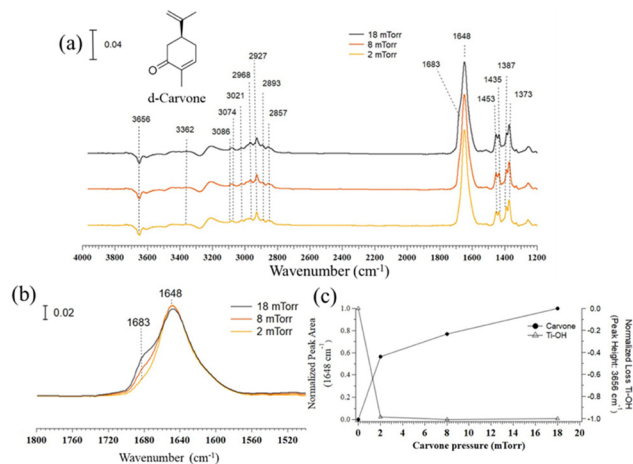 (a)
0.04
O
d-Carvone
18 mTorr
8 mTorr
2 mTorr
3656
3362
3086
3074
3021
2968
2927
2893
2857
1683
1648
1453
1435
1387
1373
4000 3800 3600 3400 3200 3000 2800 2600 2400 2200 2000 1800 1600 1400 1200
Wavenumber (cm-1)
(b)
0.02
1683
1648
18 mTorr
8 mTorr
2 mTorr
1800 1760 1720 1680 1640 1600 1560 1520
Wavenumber (cm-1)
(c)
Normalized Peak Area
(1648 cm-1)
1.0
0.8
0.6
0.4
0.2
0.0
Carvone
Ti-OH
0.0
-0.2
-0.4
-0.6
-0.8
-1.0
Normalized Loss Ti-OH
(Peak Height: 3656 cm-1)
0 2 4 6 8 10 12 14 16 18 20
Carvone pressure (mTorr)